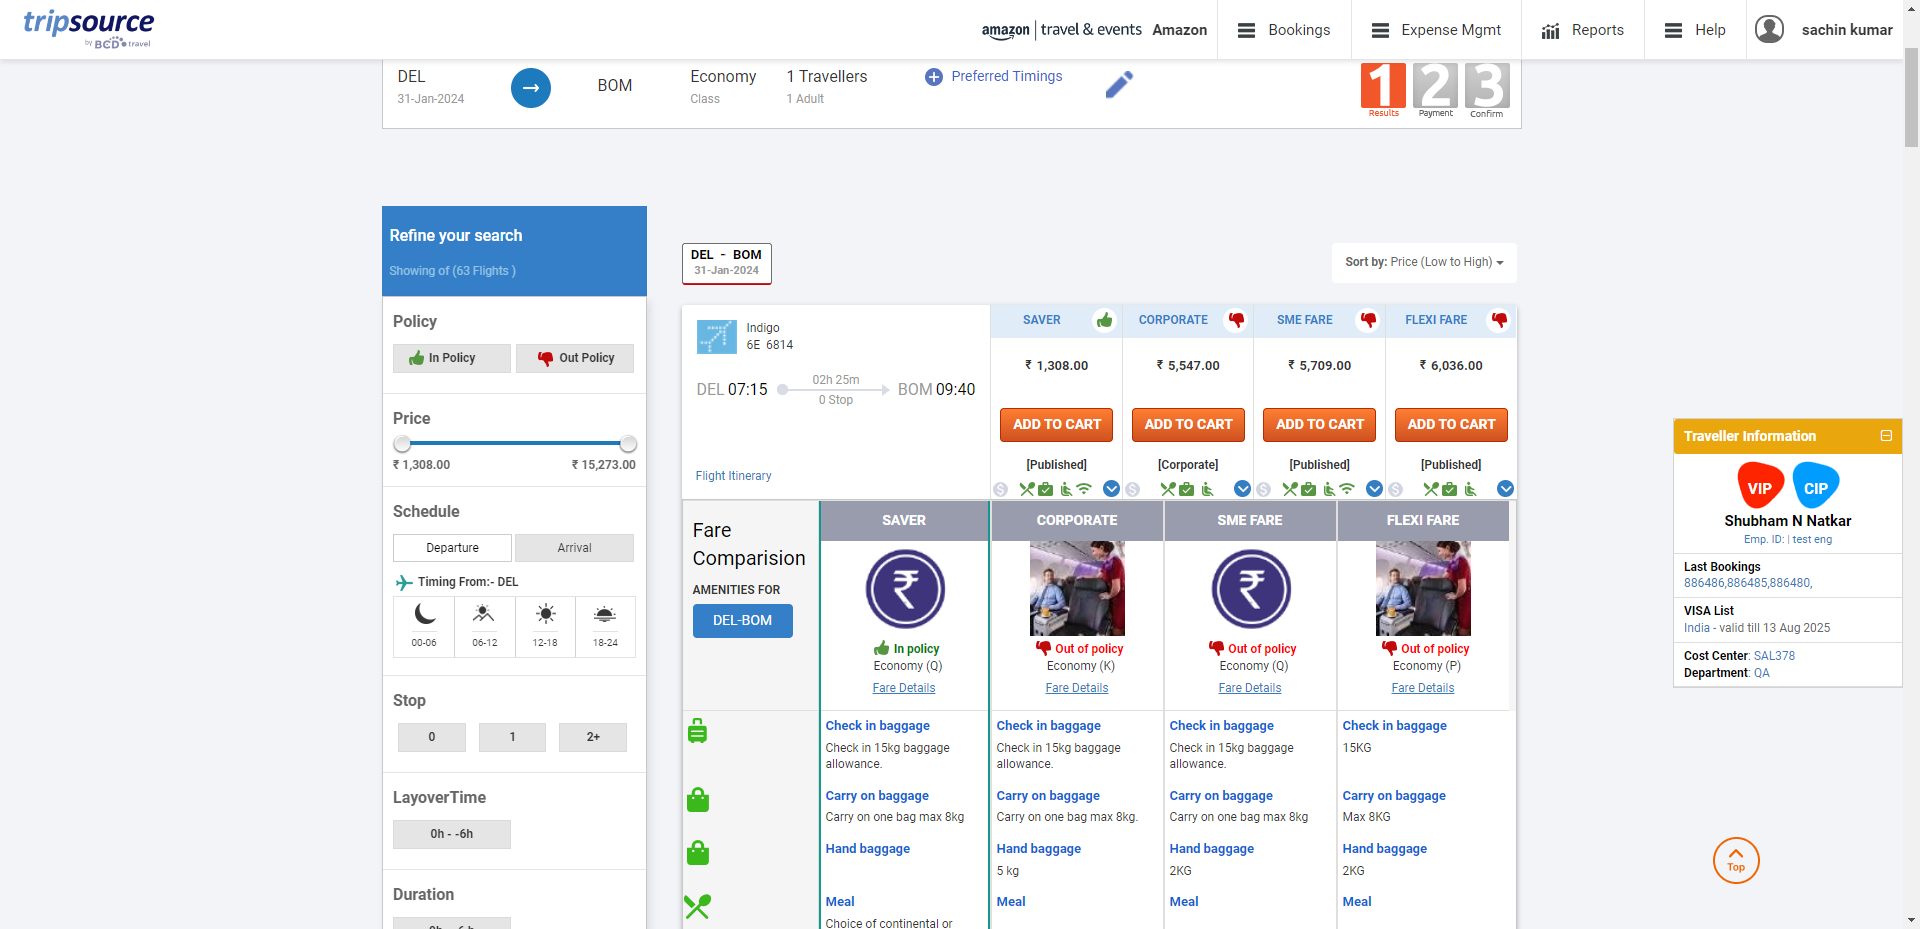 tripsource
by BCD travel
amazon | travel & events Amazon
Bookings
Expense Mgmt
Reports
Help
sachin kumar
DEL
31-Jan-2024
BOM
Economy
Class
1 Travellers
1 Adult
Preferred Timings
1 2 3
Results Payment Confirm
Refine your search
Showing of (63 Flights )
Policy
In Policy Out Policy
Price
₹ 1,308.00 ₹ 15,273.00
Schedule
Departure Arrival
Timing From:- DEL
00-06 06-12 12-18 18-24
Stop
0 1 2+
LayoverTime
0h - -6h
Duration
DEL - BOM
31-Jan-2024
Sort by: Price (Low to High)
Indigo
6E 6814
DEL 07:15
02h 25m
0 Stop
BOM 09:40
Flight Itinerary
SAVER CORPORATE SME FARE FLEXI FARE
₹ 1,308.00 ₹ 5,547.00 ₹ 5,709.00 ₹ 6,036.00
ADD TO CART ADD TO CART ADD TO CART ADD TO CART
[Published] [Corporate] [Published] [Published]
Fare
Comparision
AMENITIES FOR
DEL-BOM
SAVER CORPORATE SME FARE FLEXI FARE
In policy Out of policy Out of policy Out of policy
Economy (Q) Economy (K) Economy (Q) Economy (P)
Fare Details Fare Details Fare Details Fare Details
Check in baggage Check in baggage Check in baggage Check in baggage
Check in 15kg baggage Check in 15kg baggage Check in 15kg baggage 15KG
allowance. allowance. allowance.
Carry on baggage Carry on baggage Carry on baggage Carry on baggage
Carry on one bag max 8kg Carry on one bag max 8kg. Carry on one bag max 8kg Max 8KG
Hand baggage Hand baggage Hand baggage Hand baggage
5 kg 2KG 2KG
Meal Meal Meal Meal
Choice of continental or
Traveller Information
VIP CIP
Shubham N Natkar
Emp. ID: | test eng
Last Bookings
886486,886485,886480,
VISA List
India - valid till 13 Aug 2025
Cost Center: SAL378
Department: QA
Top